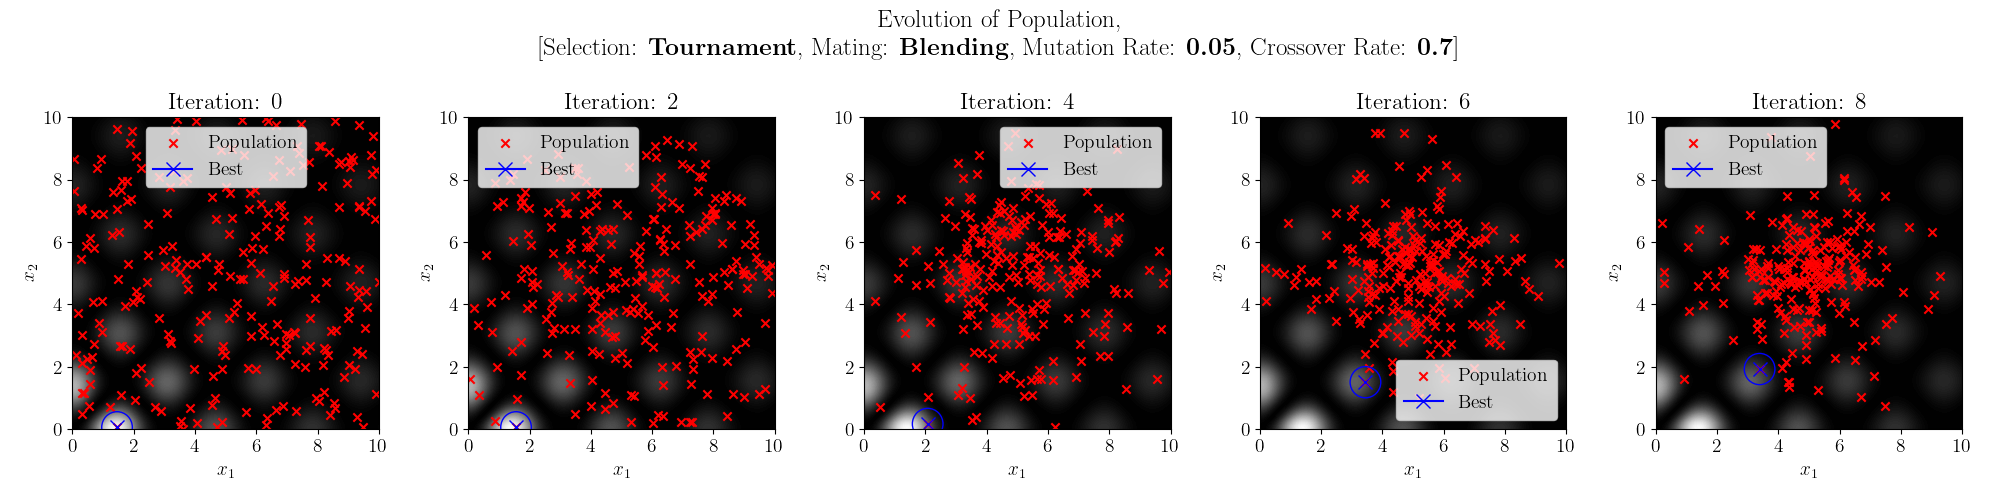 Evolution of Population,
[Selection: Tournament, Mating: Blending, Mutation Rate: 0.05, Crossover Rate: 0.7]
Iteration: 0
10
8
6
4
2
0
x2
Population
Best
0 2 4 6 8 10
x1
Iteration: 2
10
8
6
4
2
0
x2
Population
Best
0 2 4 6 8 10
x1
Iteration: 4
10
8
6
4
2
0
x2
Population
Best
0 2 4 6 8 10
x1
Iteration: 6
10
8
6
4
2
0
x2
Population
Best
0 2 4 6 8 10
x1
Iteration: 8
10
8
6
4
2
0
x2
Population
Best
0 2 4 6 8 10
x1